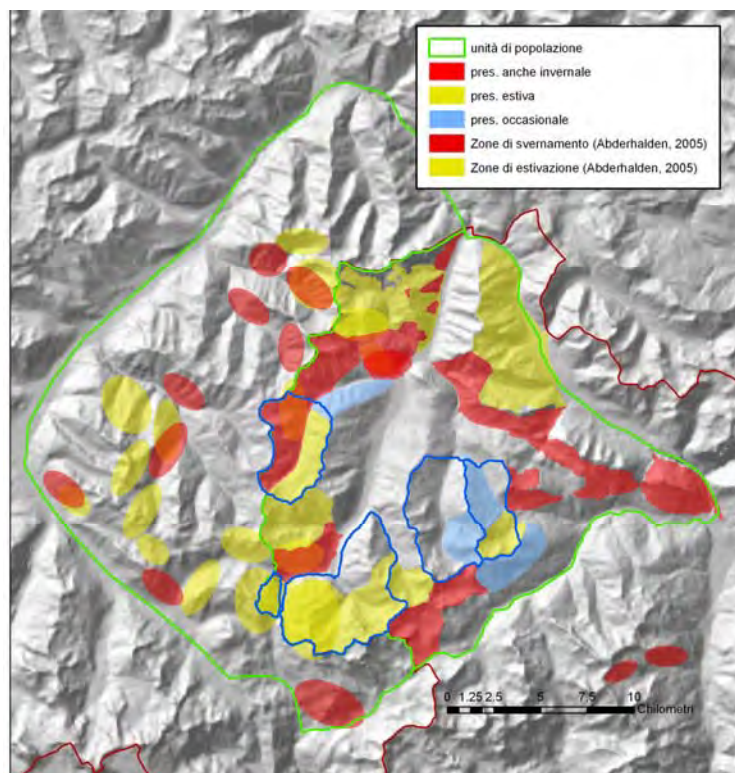 unità di popolazione
pres. anche invernale
pres. estiva
pres. occasionale
Zone di svernamento (Abderhalden, 2005)
Zone di estivazione (Abderhalden, 2005)
0 1.25 2.5 5 7.5 10
Chilometri